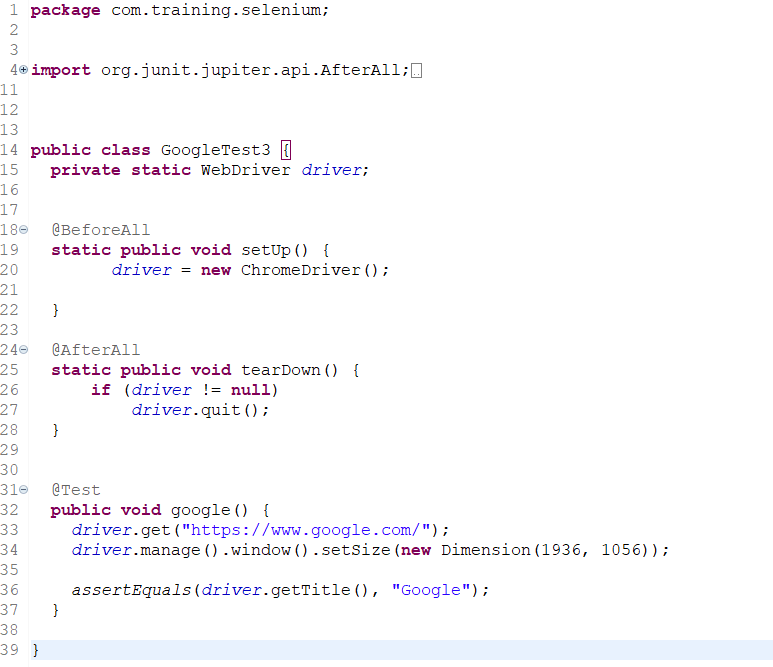 1 package com.training.selenium;
2
3
4 import org.junit.jupiter.api.AfterAll;
11
12
13
14 public class GoogleTest3 {
15   private static WebDriver driver;
16
17
18   @BeforeAll
19   static public void setUp() {
20         driver = new ChromeDriver();
21
22   }
23
24   @AfterAll
25   static public void tearDown() {
26       if (driver != null)
27           driver.quit();
28   }
29
30
31   @Test
32   public void google() {
33     driver.get("https://www.google.com/");
34     driver.manage().window().setSize(new Dimension(1936, 1056));
35
36     assertEquals(driver.getTitle(), "Google");
37   }
38
39 }